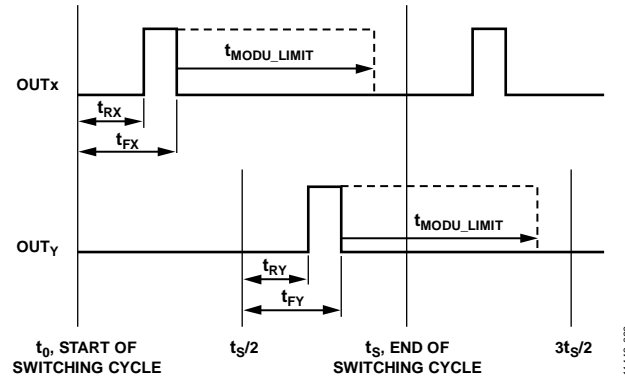 tMODU_LIMIT
OUTx
tRX
tFX
tMODU_LIMIT
OUTY
tRY
tFY
t0, START OF
SWITCHING CYCLE
tS/2
tS, END OF
SWITCHING CYCLE
3tS/2